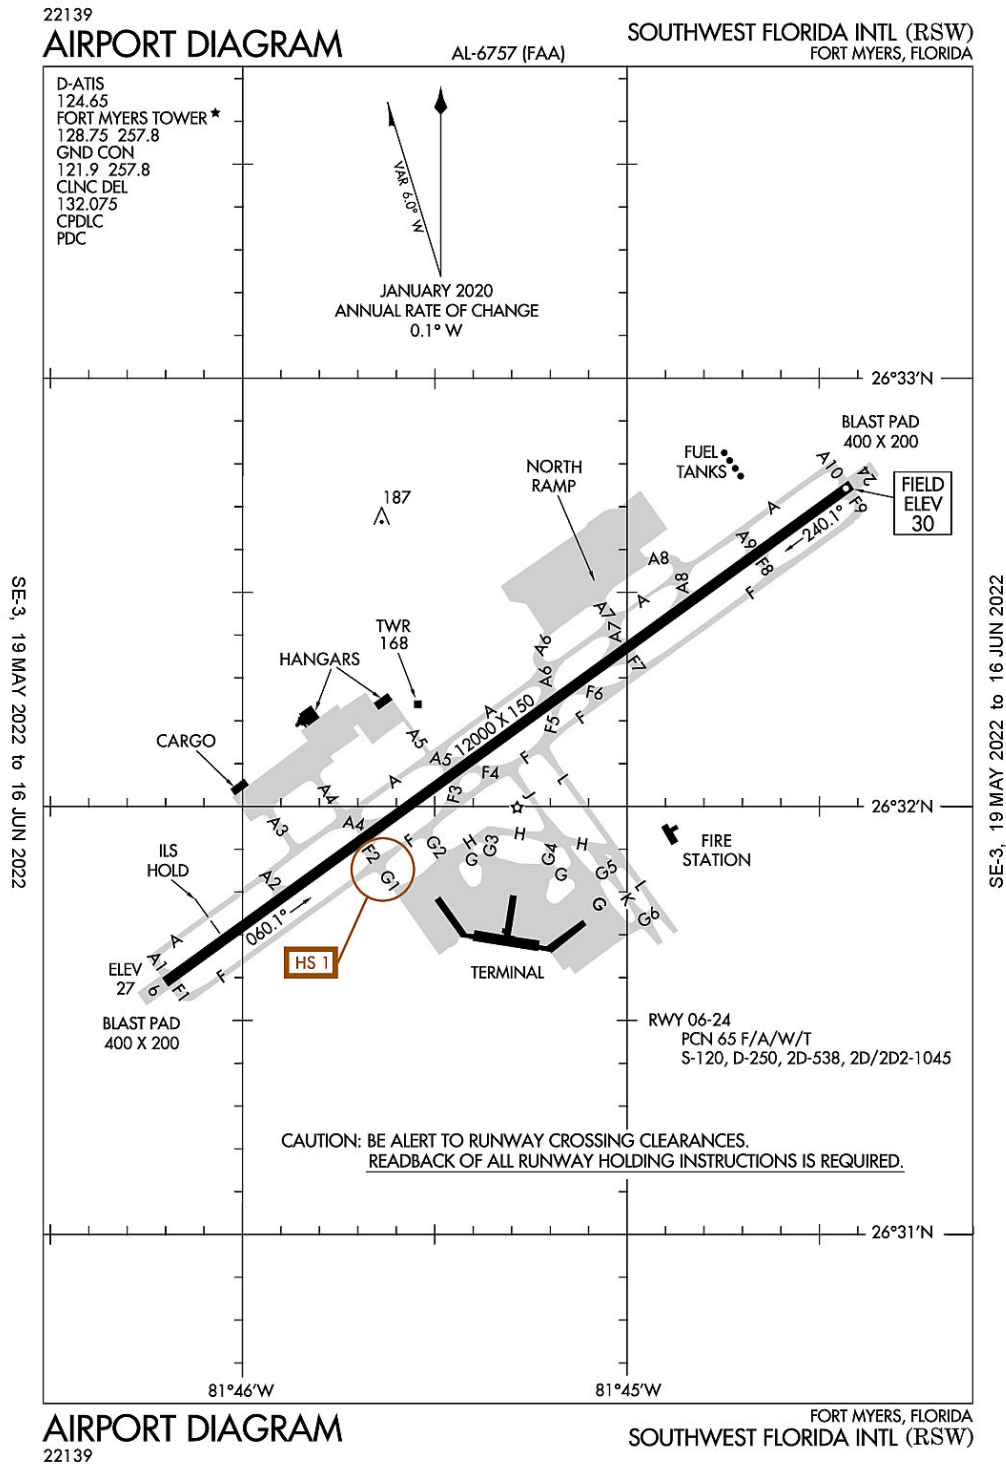 22139
AIRPORT DIAGRAM
AL-6757 (FAA)
SOUTHWEST FLORIDA INTL (RSW)
FORT MYERS, FLORIDA
D-ATIS
124.65
FORT MYERS TOWER ★
128.75 257.8
GND CON
121.9 257.8
CLNC DEL
132.075
CPDLC
PDC
VAR 6.0° W
JANUARY 2020
ANNUAL RATE OF CHANGE
0.1° W
26°33'N
BLAST PAD
400 X 200
FUEL
TANKS
NORTH
RAMP
187
A10
24
FIELD
ELEV
30
F9
A
240.1°
A9
F8
A8
A8
F
A
A7
A7
F7
A6
A6
F6
TWR
168
HANGARS
A
F5
F
12000 X 150
CARGO
A5
A5
F4
F
L
A
F3
J
A4
A4
26°32'N
A3
F2
F
G2
H
G
G3
H
G4
G
H
G5
FIRE
STATION
ILS
HOLD
A2
G1
G
K
L
G6
060.1°
A
A1
HS 1
TERMINAL
ELEV
27
6
F1
F
BLAST PAD
400 X 200
RWY 06-24
PCN 65 F/A/W/T
S-120, D-250, 2D-538, 2D/2D2-1045
CAUTION: BE ALERT TO RUNWAY CROSSING CLEARANCES.
READBACK OF ALL RUNWAY HOLDING INSTRUCTIONS IS REQUIRED.
26°31'N
81°46'W
81°45'W
SE-3, 19 MAY 2022 to 16 JUN 2022
SE-3, 19 MAY 2022 to 16 JUN 2022
AIRPORT DIAGRAM
22139
FORT MYERS, FLORIDA
SOUTHWEST FLORIDA INTL (RSW)